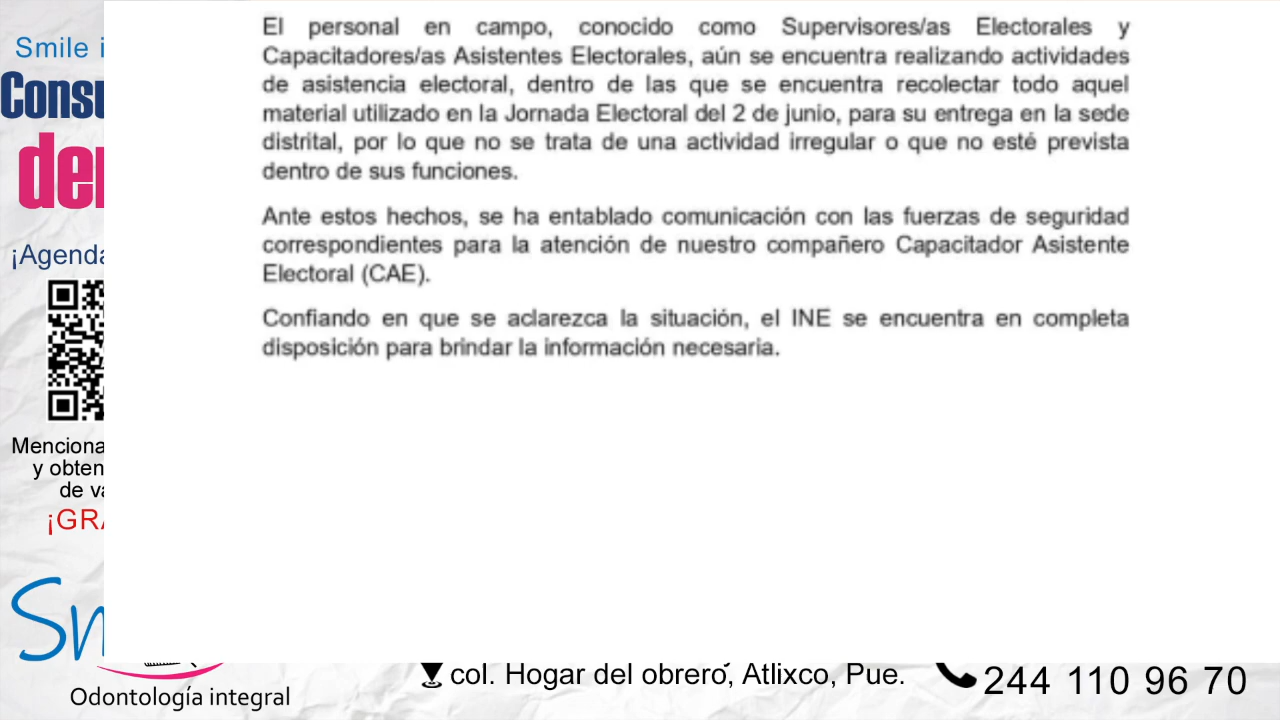 El personal en campo, conocido como Supervisores/as Electorales y
Capacitadores/as Asistentes Electorales, aún se encuentra realizando actividades
de asistencia electoral, dentro de las que se encuentra recolectar todo aquel
material utilizado en la Jornada Electoral del 2 de junio, para su entrega en la sede
distrital, por lo que no se trata de una actividad irregular o que no esté prevista
dentro de sus funciones.
Ante estos hechos, se ha entablado comunicación con las fuerzas de seguridad
correspondientes para la atención de nuestro compañero Capacitador Asistente
Electoral (CAE).
Confiando en que se aclarezca la situación, el INE se encuentra en completa
disposición para brindar la información necesaria.
Smile
¡Agenda
Menciona
y obten
de
Odontología integral
col. Hogar del obrero, Atlixco, Pue.
244 110 96 70